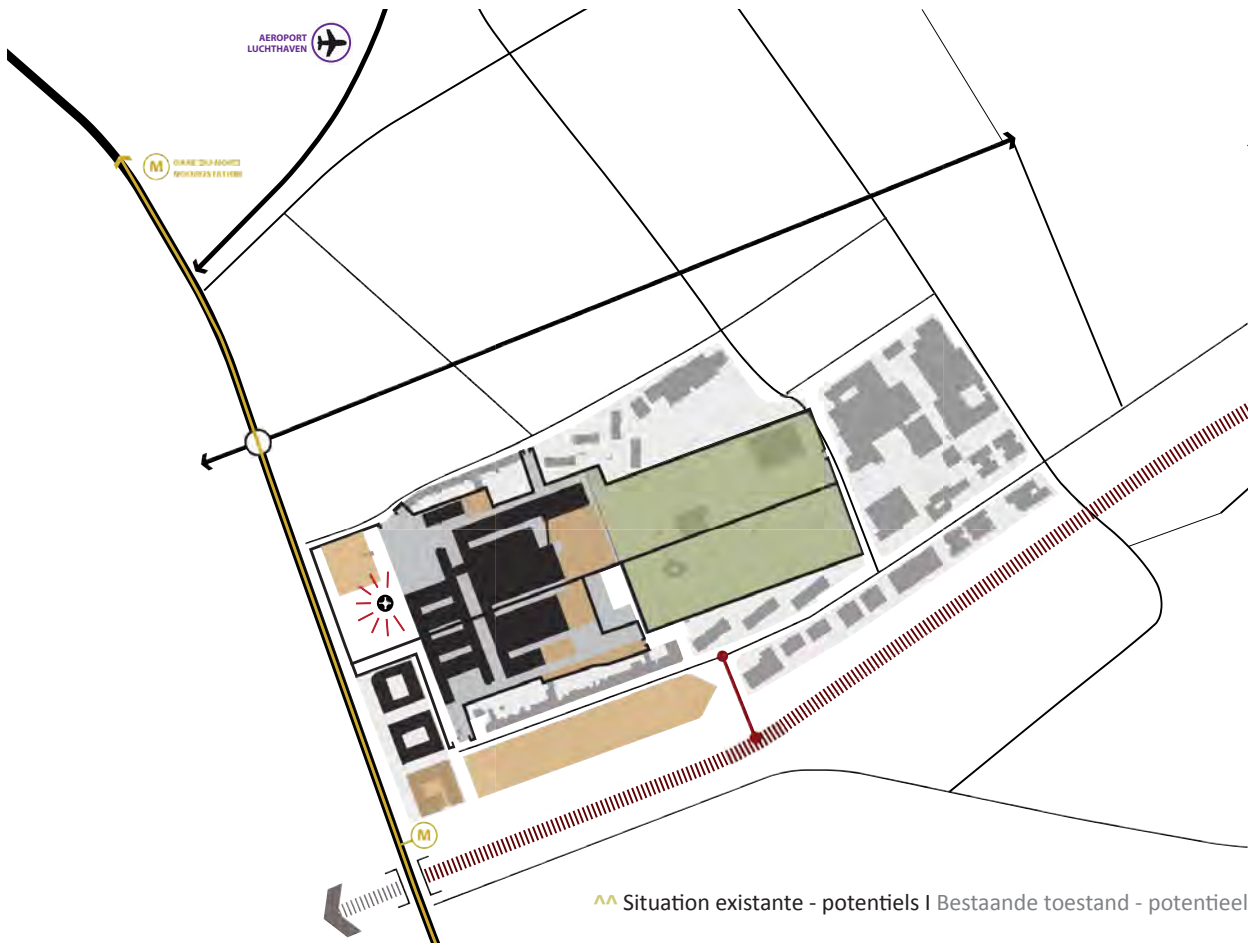 AEROPORT
LUCHTHAVEN
M
M
^^ Situation existante - potentiels I Bestaande toestand - potentieel